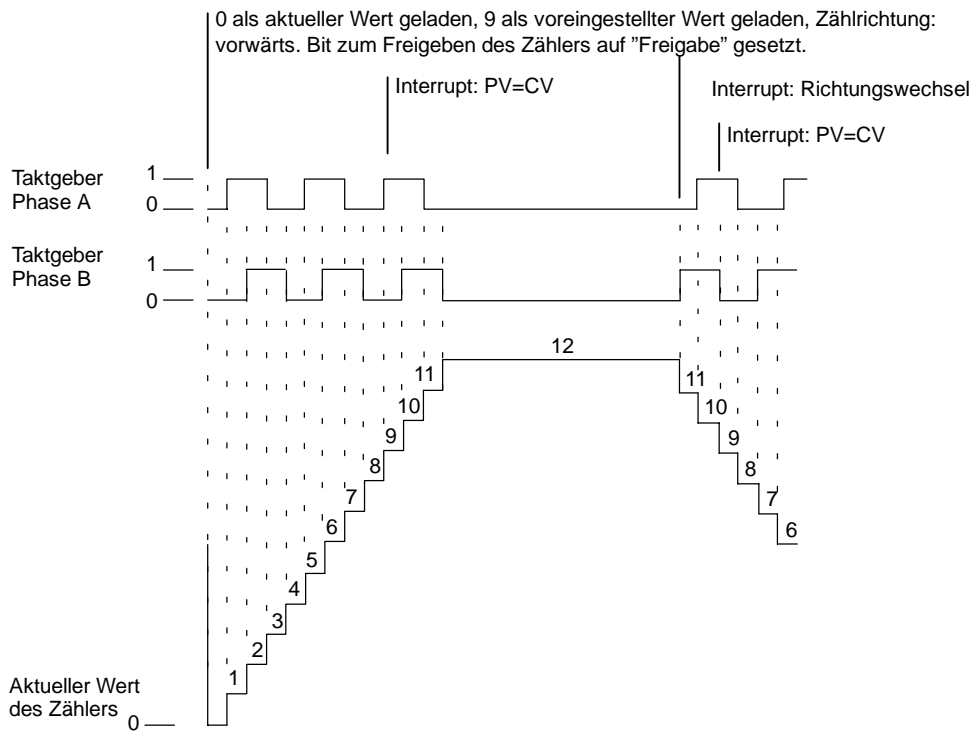 0 als aktueller Wert geladen, 9 als voreingestellter Wert geladen, Zählrichtung:
vorwärts. Bit zum Freigeben des Zählers auf ”Freigabe” gesetzt.
Interrupt: PV=CV
Interrupt: Richtungswechsel
Interrupt: PV=CV
Taktgeber
Phase A
1
0
Taktgeber
Phase B
1
0
12
11
10
9
8
7
6
5
4
3
2
1
11
10
9
8
7
6
Aktueller Wert
des Zählers
0